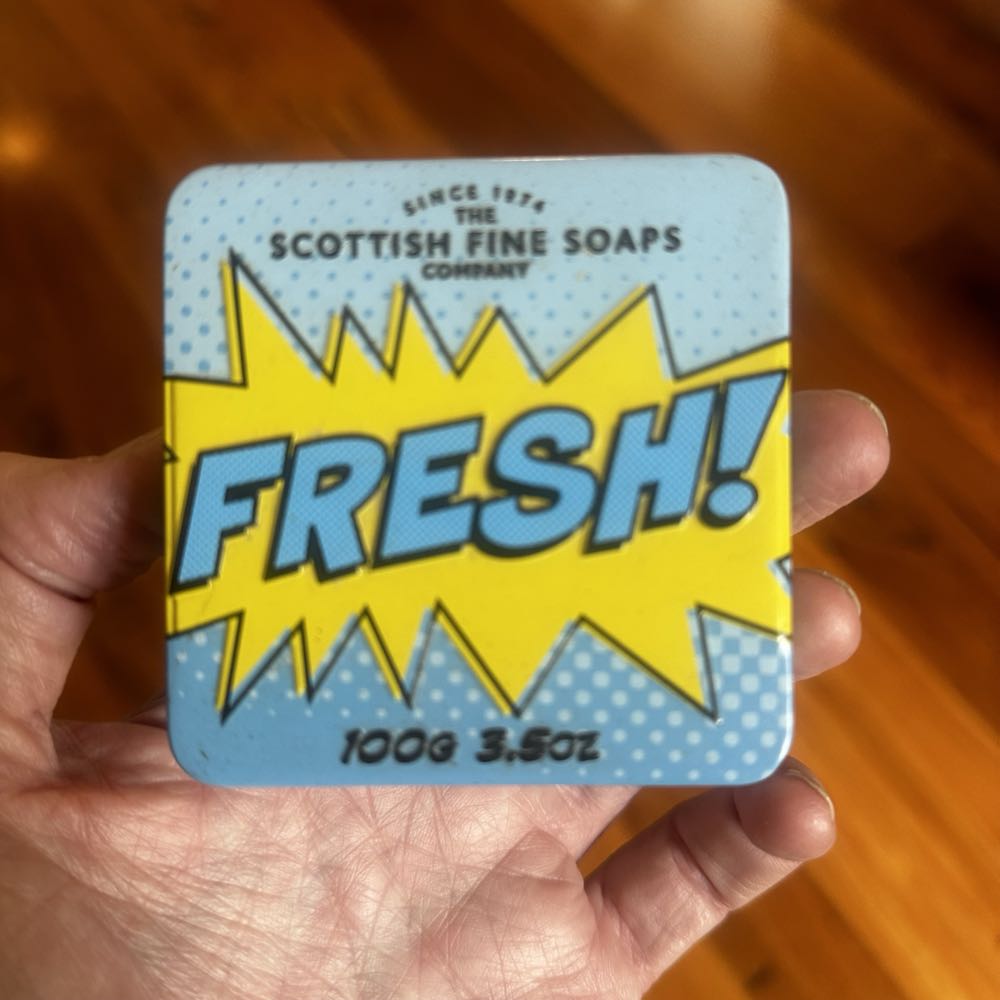 SINCE 1974
THE
SCOTTISH FINE SOAPS
COMPANY
FRESH!
100G 3.5OZ